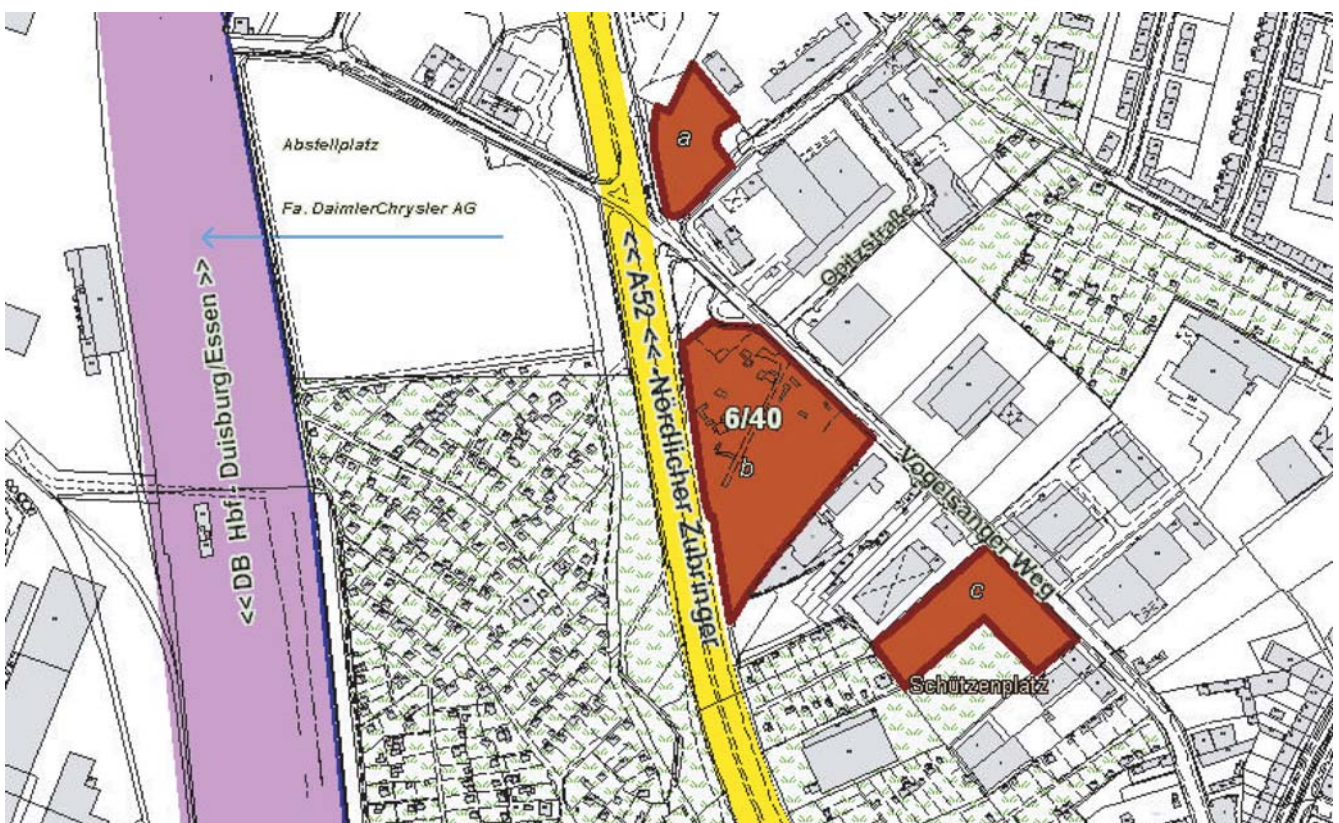 Abstellplatz
Fa. DaimlerChrysler AG
<< DB Hbf - Duisburg/Essen >>
<< A52 << -Nördlicher-Zubringer
a
Opitzstraße
6/40
b
Vogelsanger Weg
c
Schützenplatz